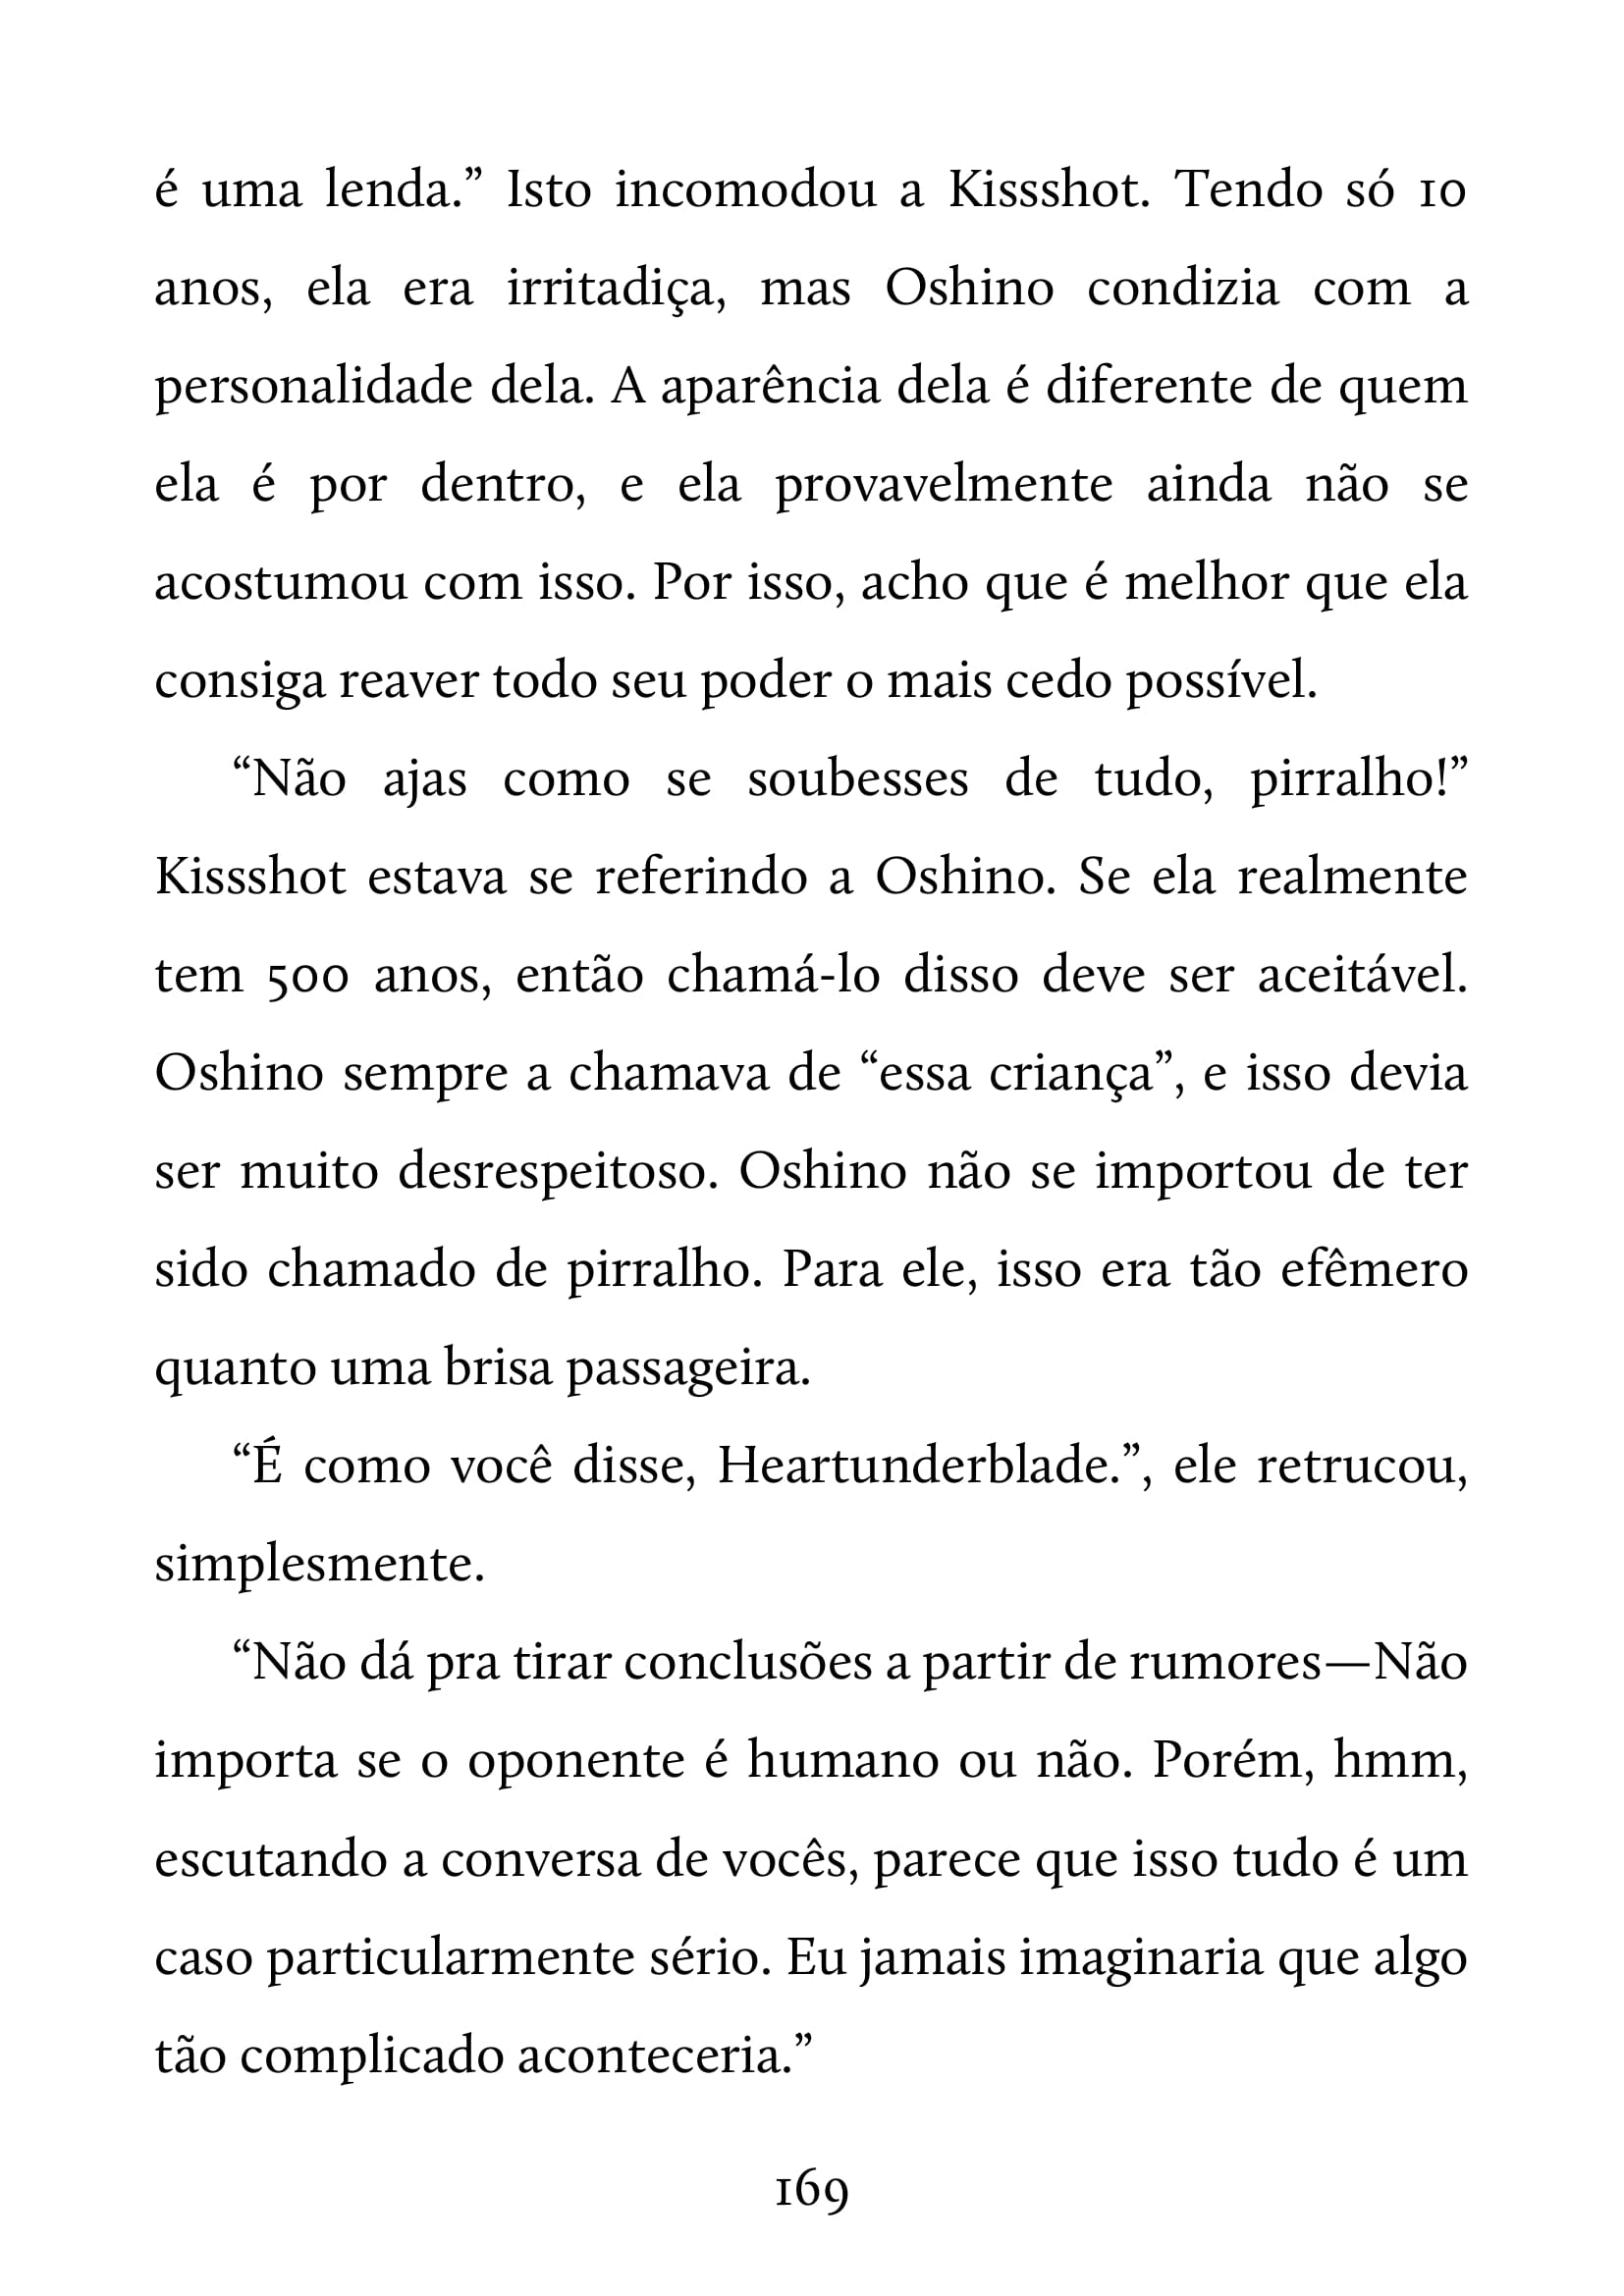 é uma lenda.” Isto incomodou a Kissshot. Tendo só 10
anos, ela era irritadiça, mas Oshino condizia com a
personalidade dela. A aparência dela é diferente de quem
ela é por dentro, e ela provavelmente ainda não se
acostumou com isso. Por isso, acho que é melhor que ela
consiga reaver todo seu poder o mais cedo possível.
“Não ajas como se soubesses de tudo, pirralho!”
Kissshot estava se referindo a Oshino. Se ela realmente
tem 500 anos, então chamá-lo disso deve ser aceitável.
Oshino sempre a chamava de “essa criança”, e isso devia
ser muito desrespeitoso. Oshino não se importou de ter
sido chamado de pirralho. Para ele, isso era tão efêmero
quanto uma brisa passageira.
“É como você disse, Heartunderblade.”, ele retrucou,
simplesmente.
“Não dá pra tirar conclusões a partir de rumores—Não
importa se o oponente é humano ou não. Porém, hmm,
escutando a conversa de vocês, parece que isso tudo é um
caso particularmente sério. Eu jamais imaginaria que algo
tão complicado aconteceria.”
169